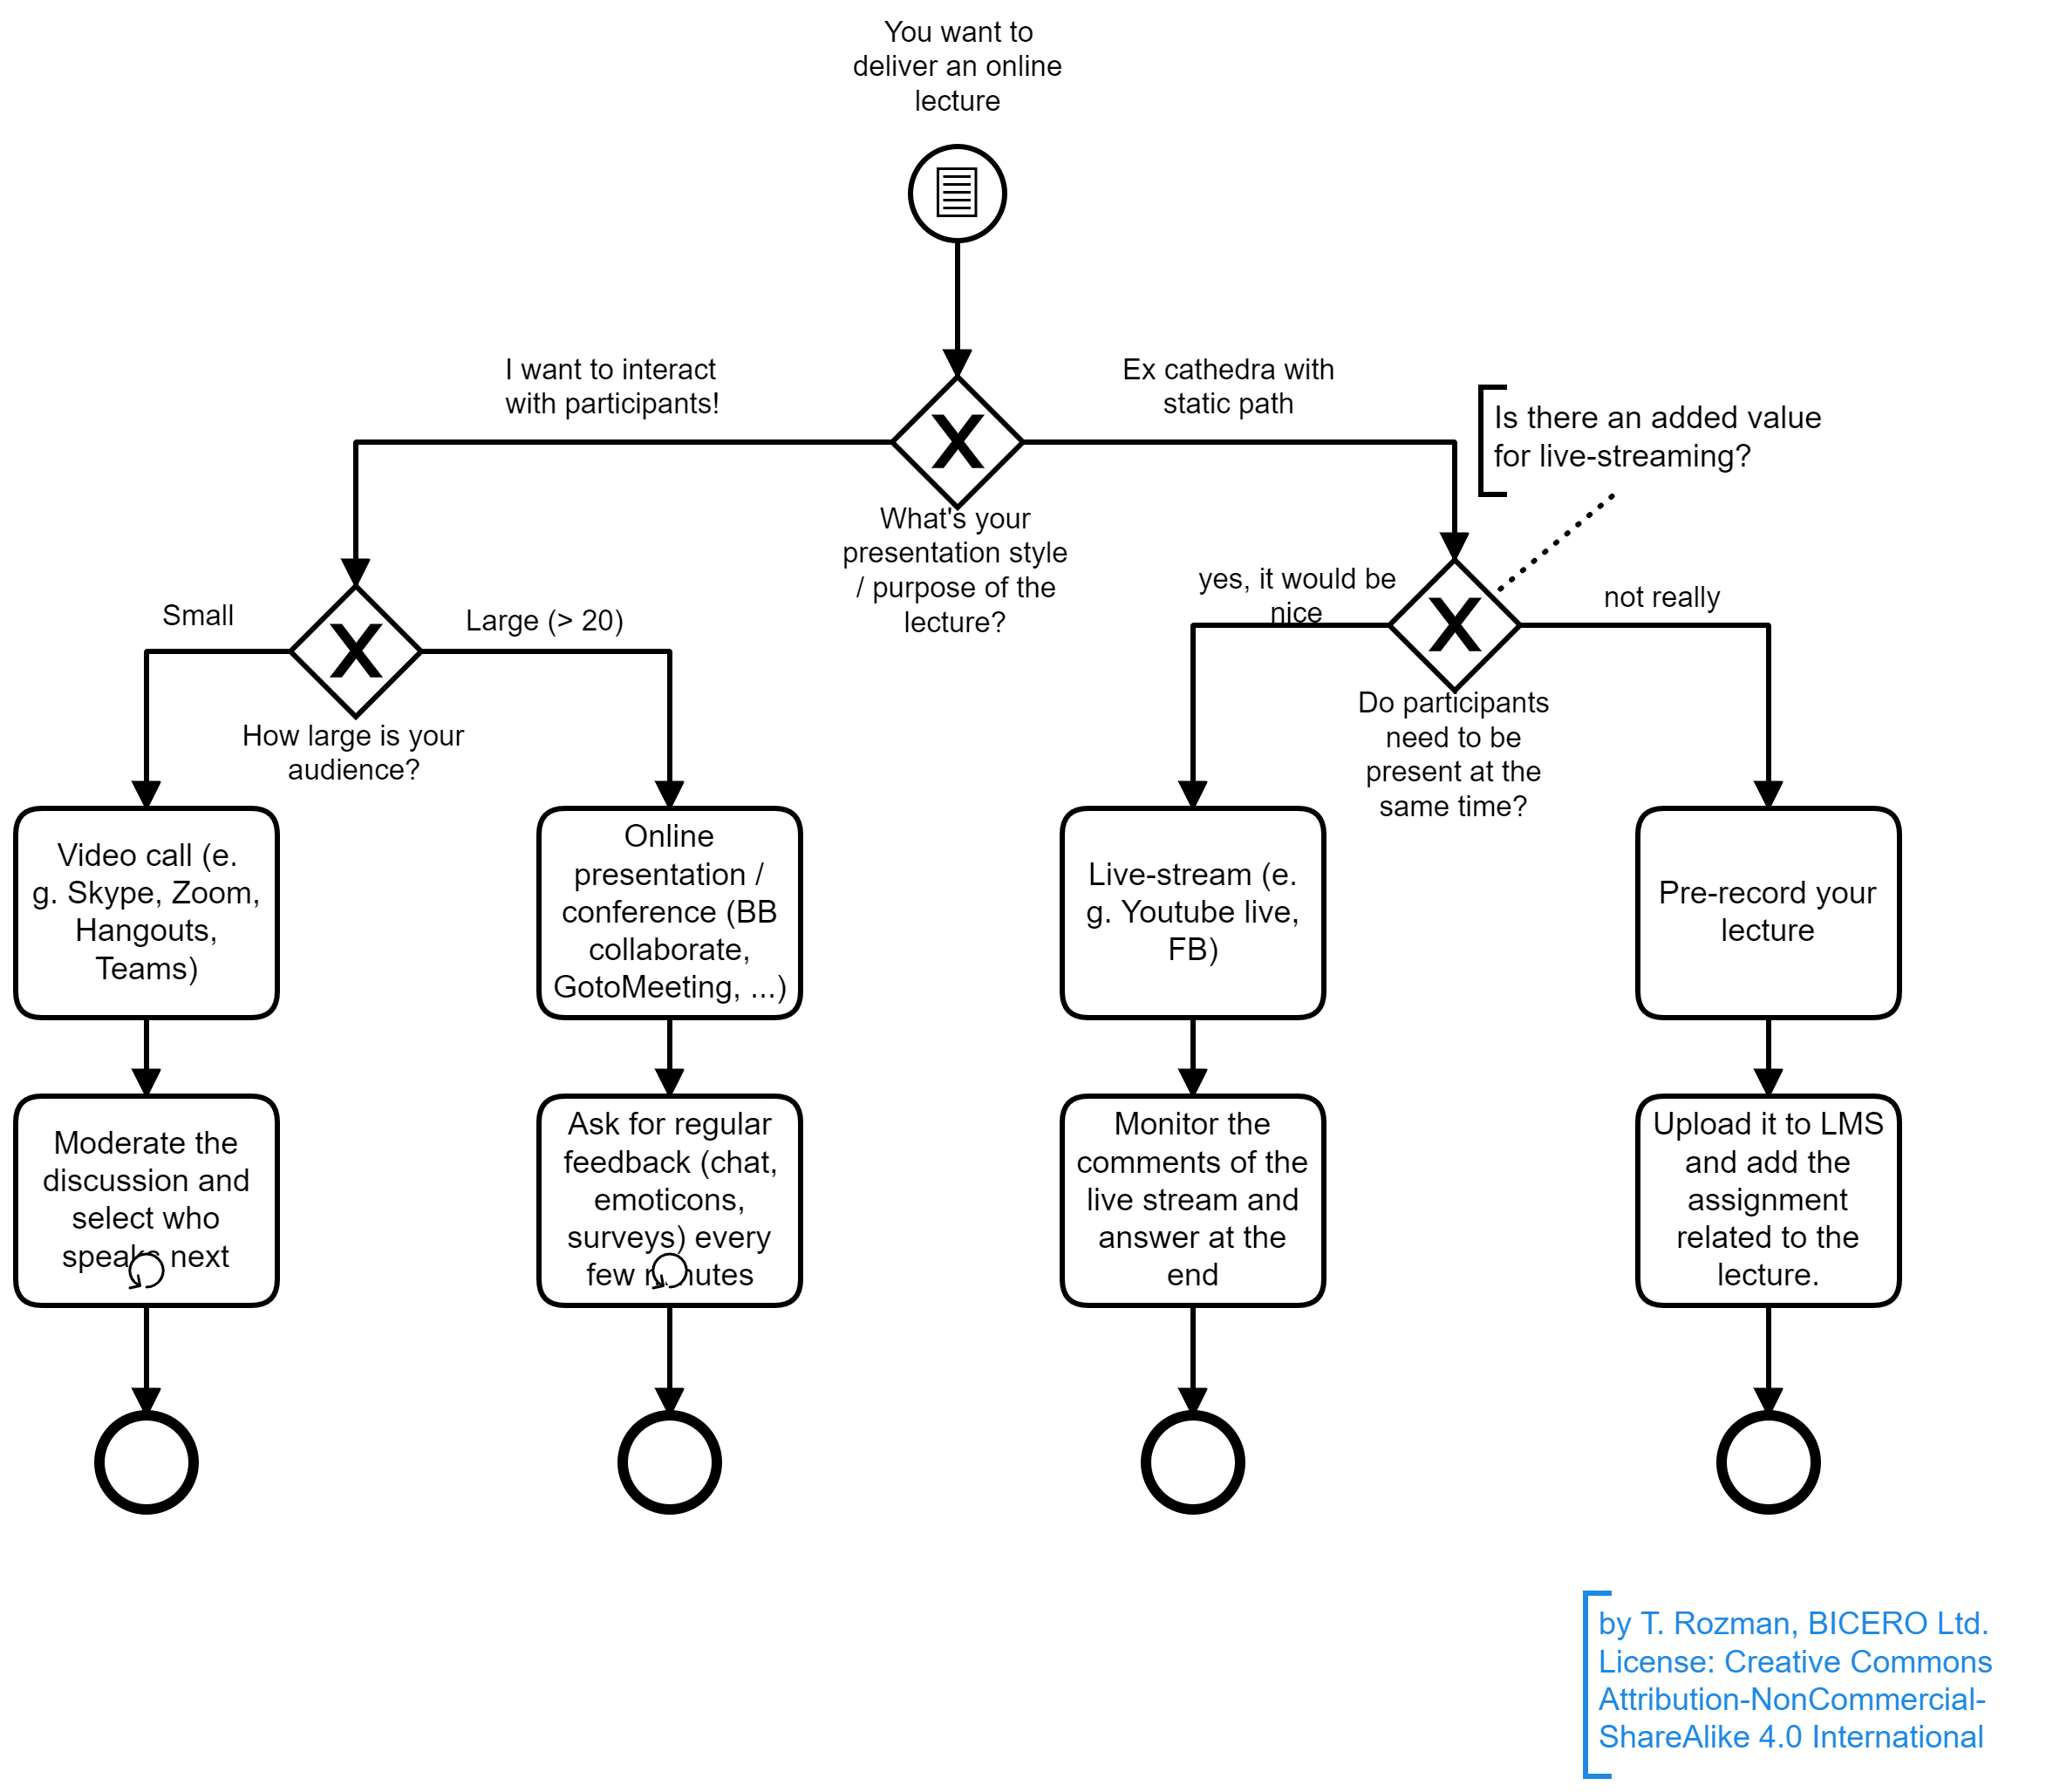 You want to
deliver an online
lecture
I want to interact
with participants!
Ex cathedra with
static path
Is there an added value
for live-streaming?
X
What's your
presentation style
/ purpose of the
lecture?
yes, it would be
nice
X
not really
Small
X
Large (> 20)
How large is your
audience?
Do participants
need to be
present at the
same time?
Video call (e.
g. Skype, Zoom,
Hangouts,
Teams)
Online
presentation /
conference (BB
collaborate,
GotoMeeting, ...)
Live-stream (e.
g. Youtube live,
FB)
Pre-record your
lecture
Moderate the
discussion and
select who
speaks next
Ask for regular
feedback (chat,
emoticons,
surveys) every
few minutes
Monitor the
comments of the
live stream and
answer at the
end
Upload it to LMS
and add the
assignment
related to the
lecture.
by T. Rozman, BICERO Ltd.
License: Creative Commons
Attribution-NonCommercial-
ShareAlike 4.0 International